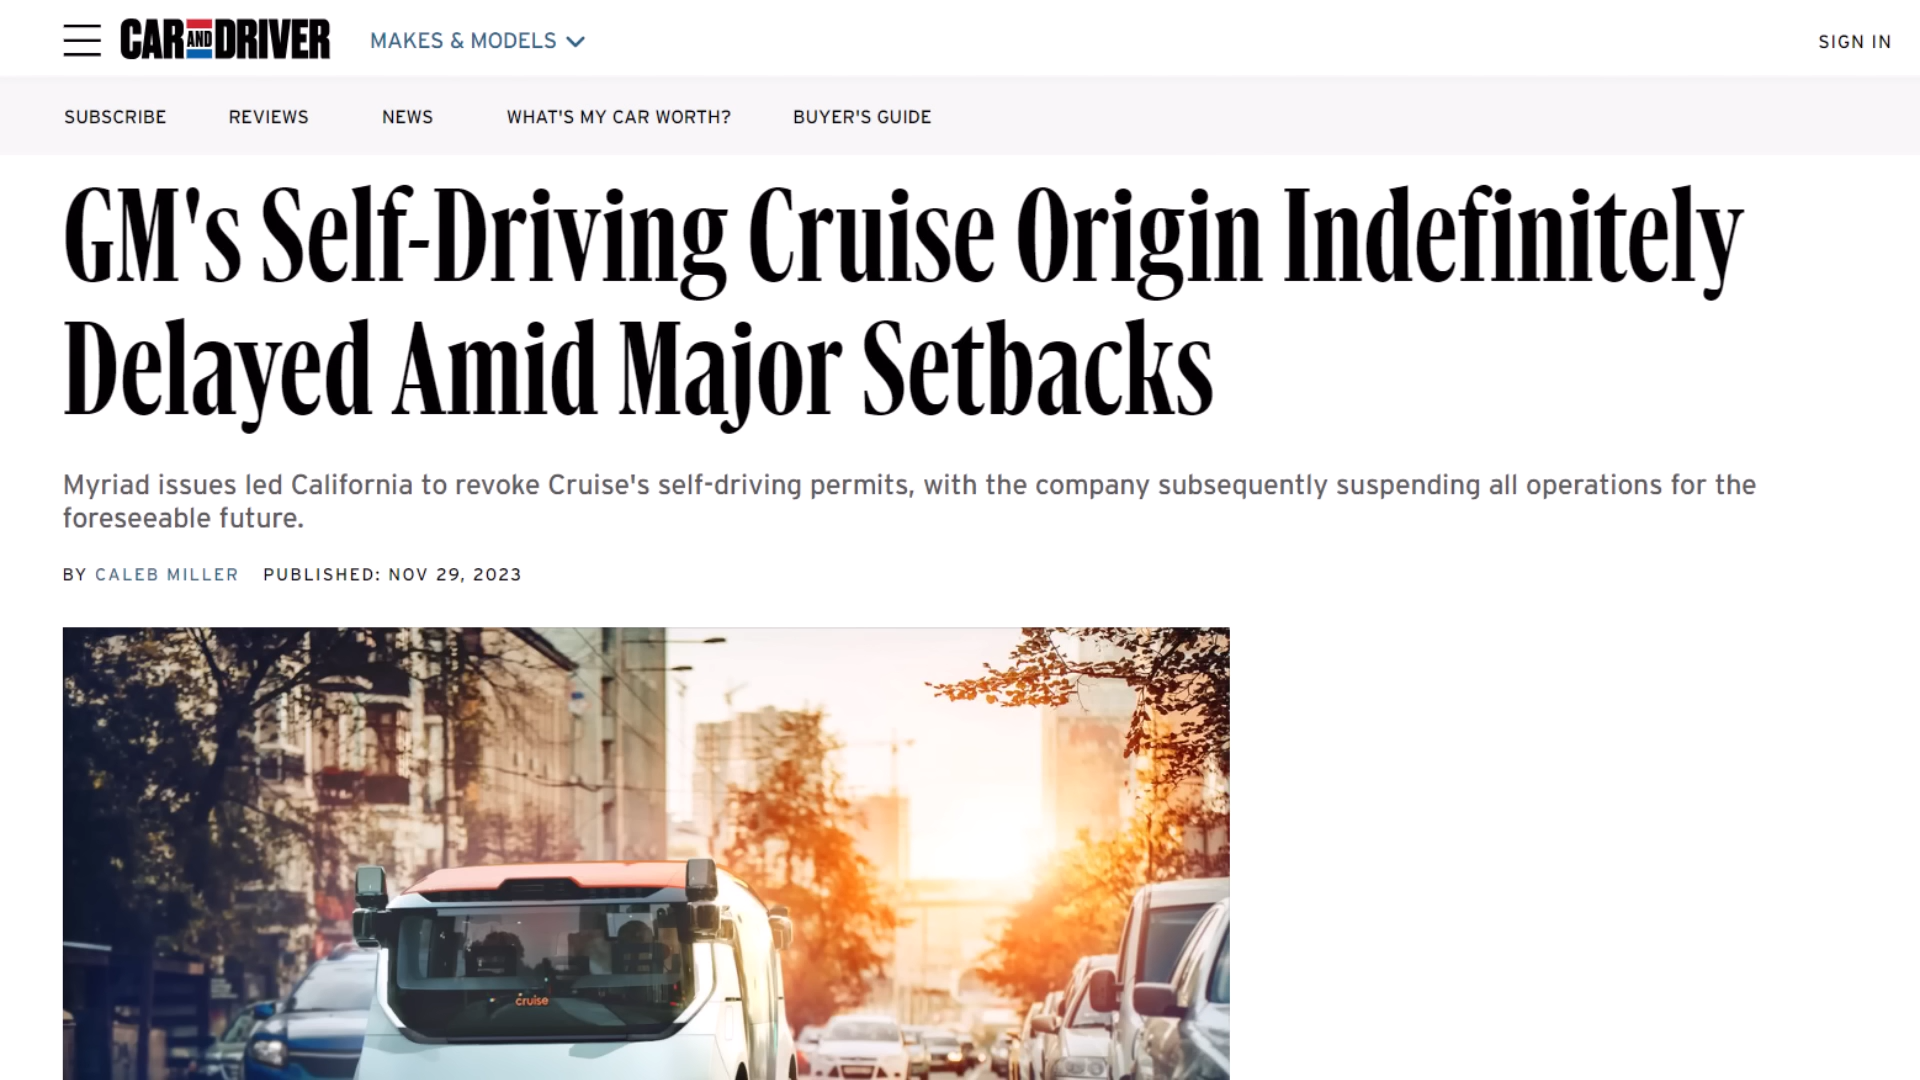 CAR AND DRIVER MAKES & MODELS SIGN IN
SUBSCRIBE REVIEWS NEWS WHAT'S MY CAR WORTH? BUYER'S GUIDE
GM's Self-Driving Cruise Origin Indefinitely
Delayed Amid Major Setbacks
Myriad issues led California to revoke Cruise's self-driving permits, with the company subsequently suspending all operations for the
foreseeable future.
BY CALEB MILLER PUBLISHED: NOV 29, 2023
cruise